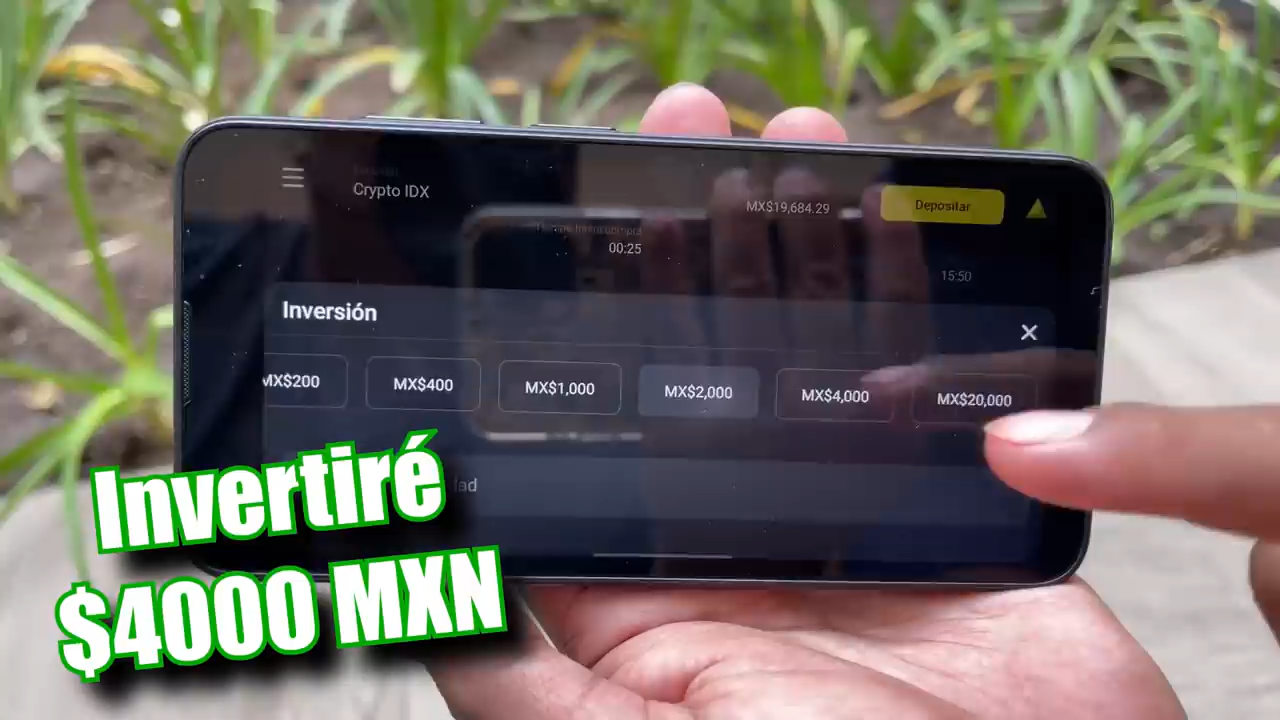 Crypto IDX
MX$19,684.29
Depositar
00:25
15:50
Inversión
MX$200
MX$400
MX$1,000
MX$2,000
MX$4,000
MX$20,000
Invertiré
$4000 MXN